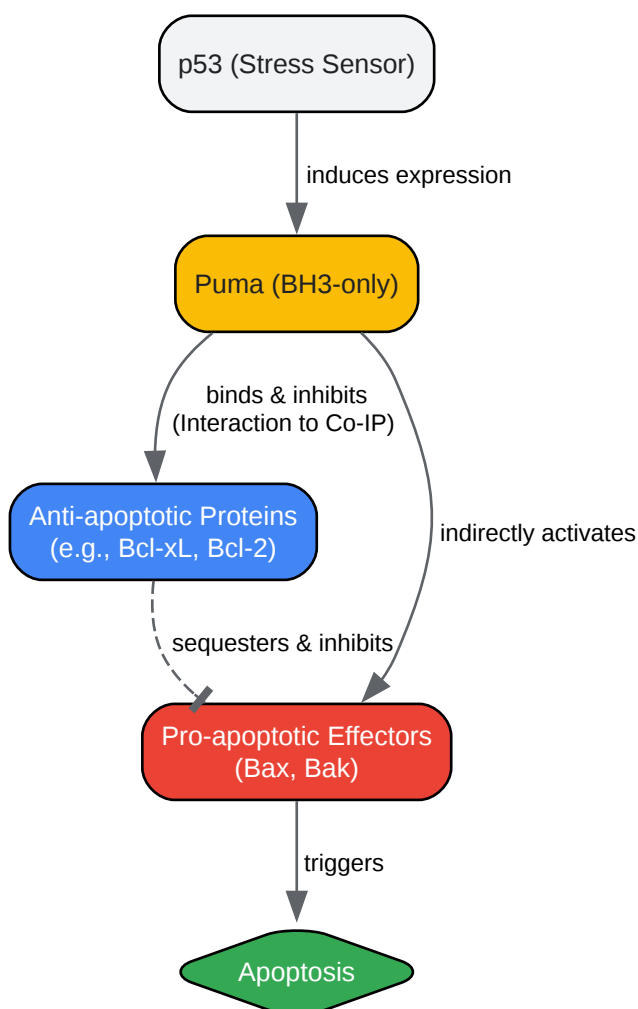 p53 (Stress Sensor)
induces expression
Puma (BH3-only)
binds & inhibits
(Interaction to Co-IP)
Anti-apoptotic Proteins
(e.g., Bcl-xL, Bcl-2)
indirectly activates
sequesters & inhibits
Pro-apoptotic Effectors
(Bax, Bak)
triggers
Apoptosis